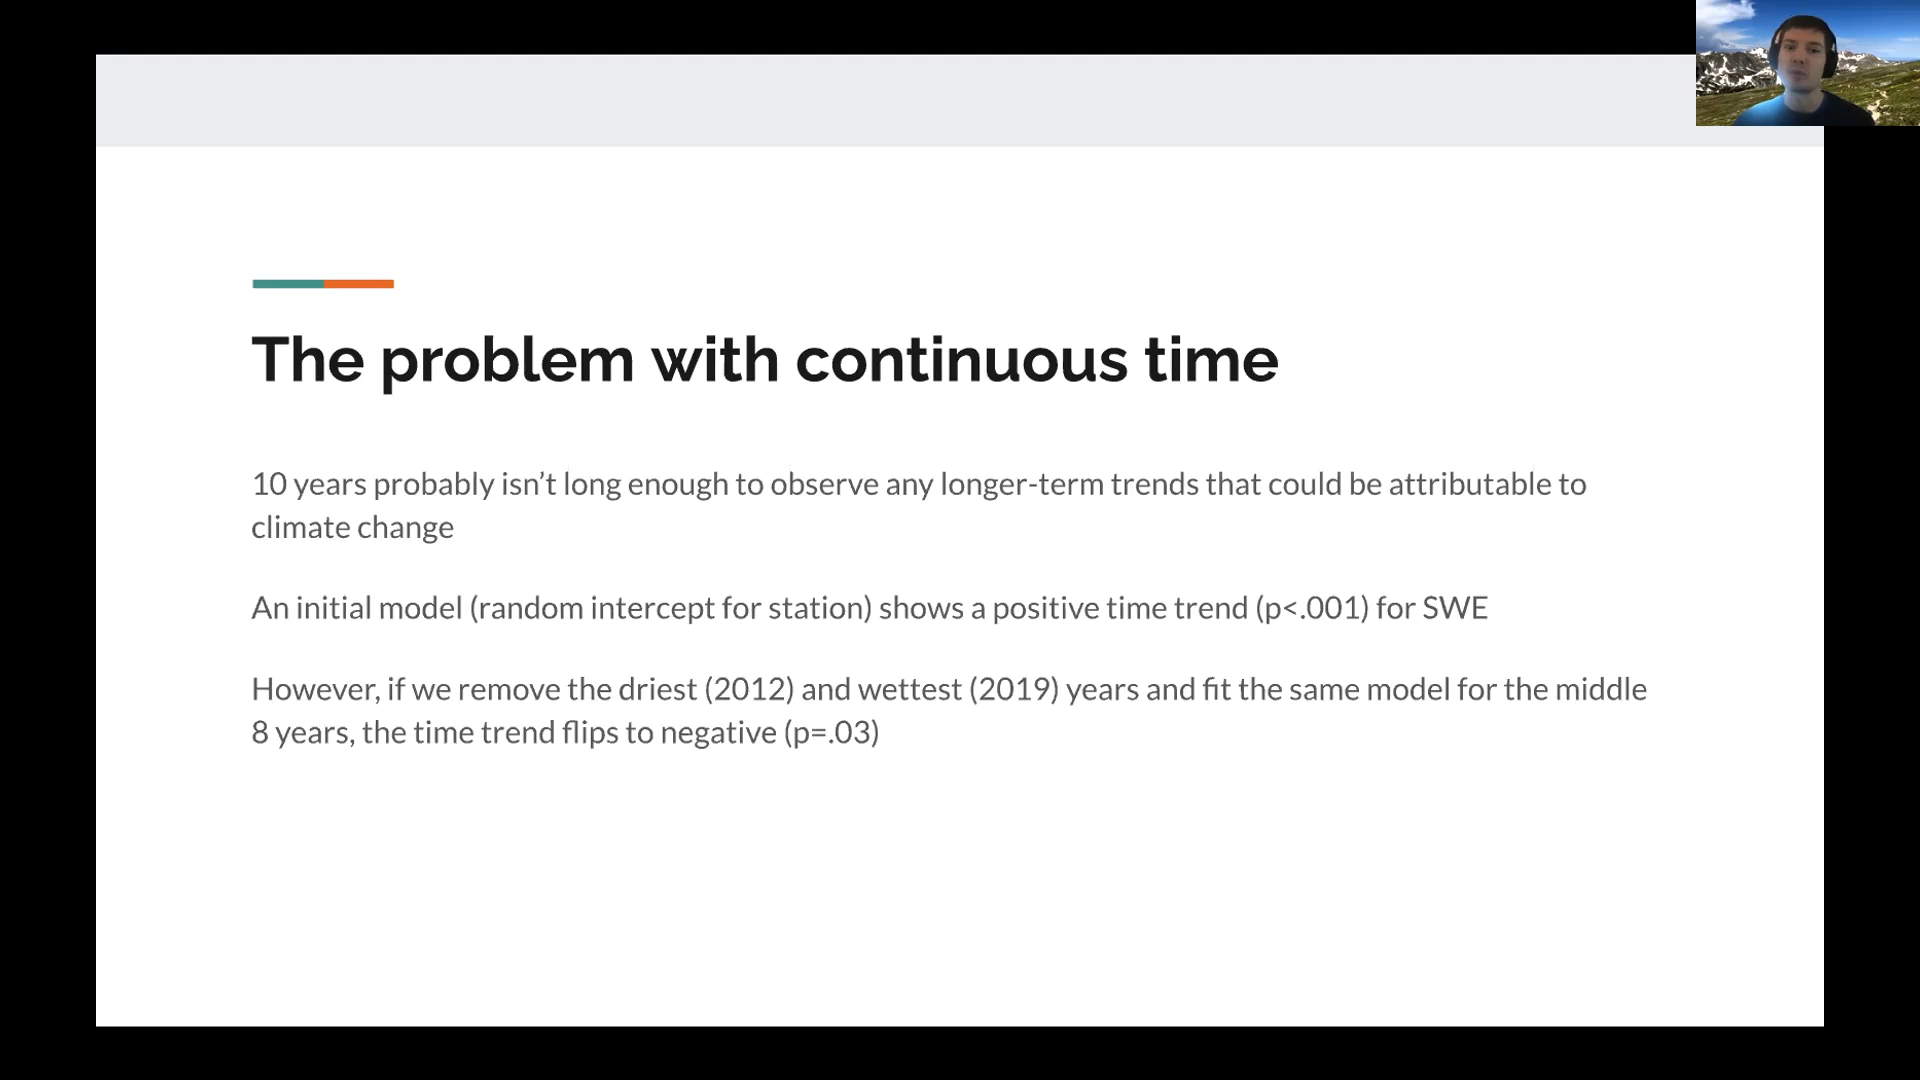 The problem with continuous time
10 years probably isn’t long enough to observe any longer-term trends that could be attributable to
climate change
An initial model (random intercept for station) shows a positive time trend (p<.001) for SWE
However, if we remove the driest (2012) and wettest (2019) years and fit the same model for the middle
8 years, the time trend flips to negative (p=.03)